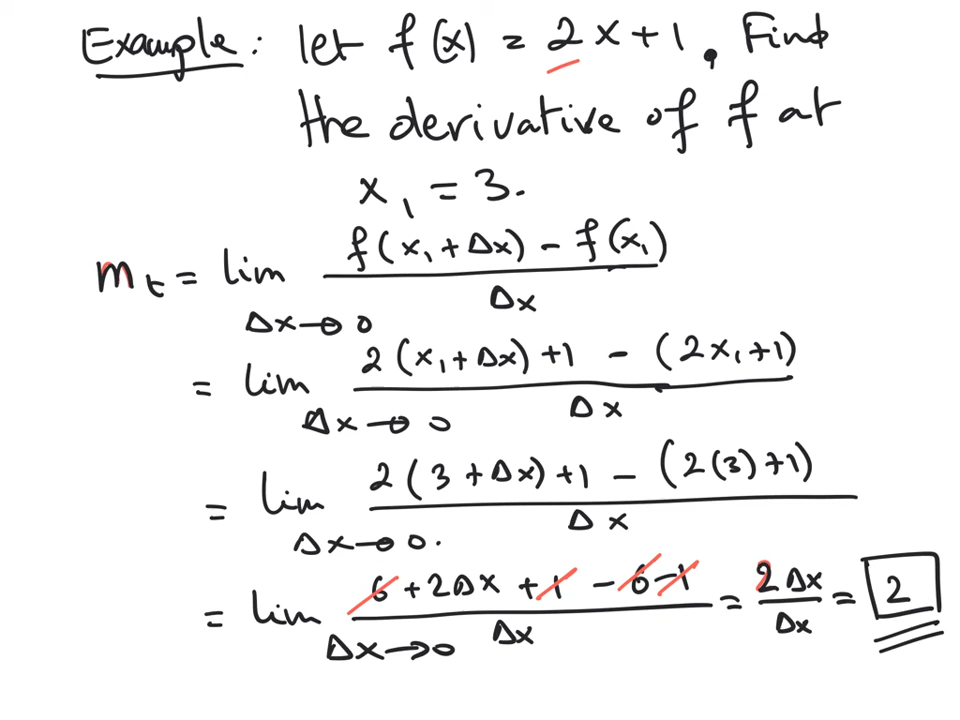 Example: let f(x) = 2x+1. Find
the derivative of f at
x₁ = 3.
m_t = lim_{Δx→0} (f(x₁+Δx) - f(x₁))/Δx
= lim_{Δx→0} (2(x₁+Δx)+1 - (2x₁+1))/Δx
= lim_{Δx→0.} (2(3+Δx)+1 - (2(3)+1))/Δx
= lim_{Δx→0} (6+2Δx+1-6-1)/Δx = 2Δx/Δx = 2